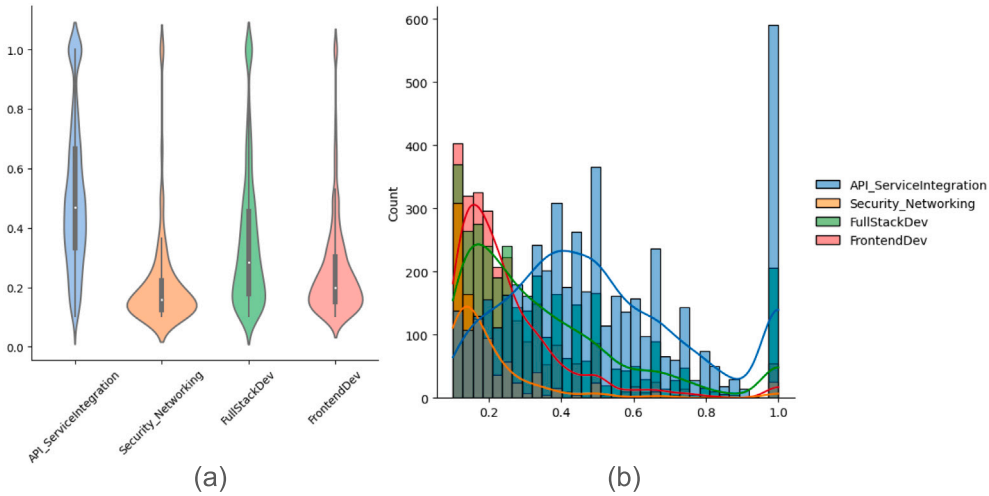 1.0
0.8
0.6
0.4
0.2
0.0
API_ServiceIntegration
Security_Networking
FullStackDev
FrontendDev
(a)
600
500
400
300
200
100
0
Count
0.2
0.4
0.6
0.8
1.0
API_ServiceIntegration
Security_Networking
FullStackDev
FrontendDev
(b)